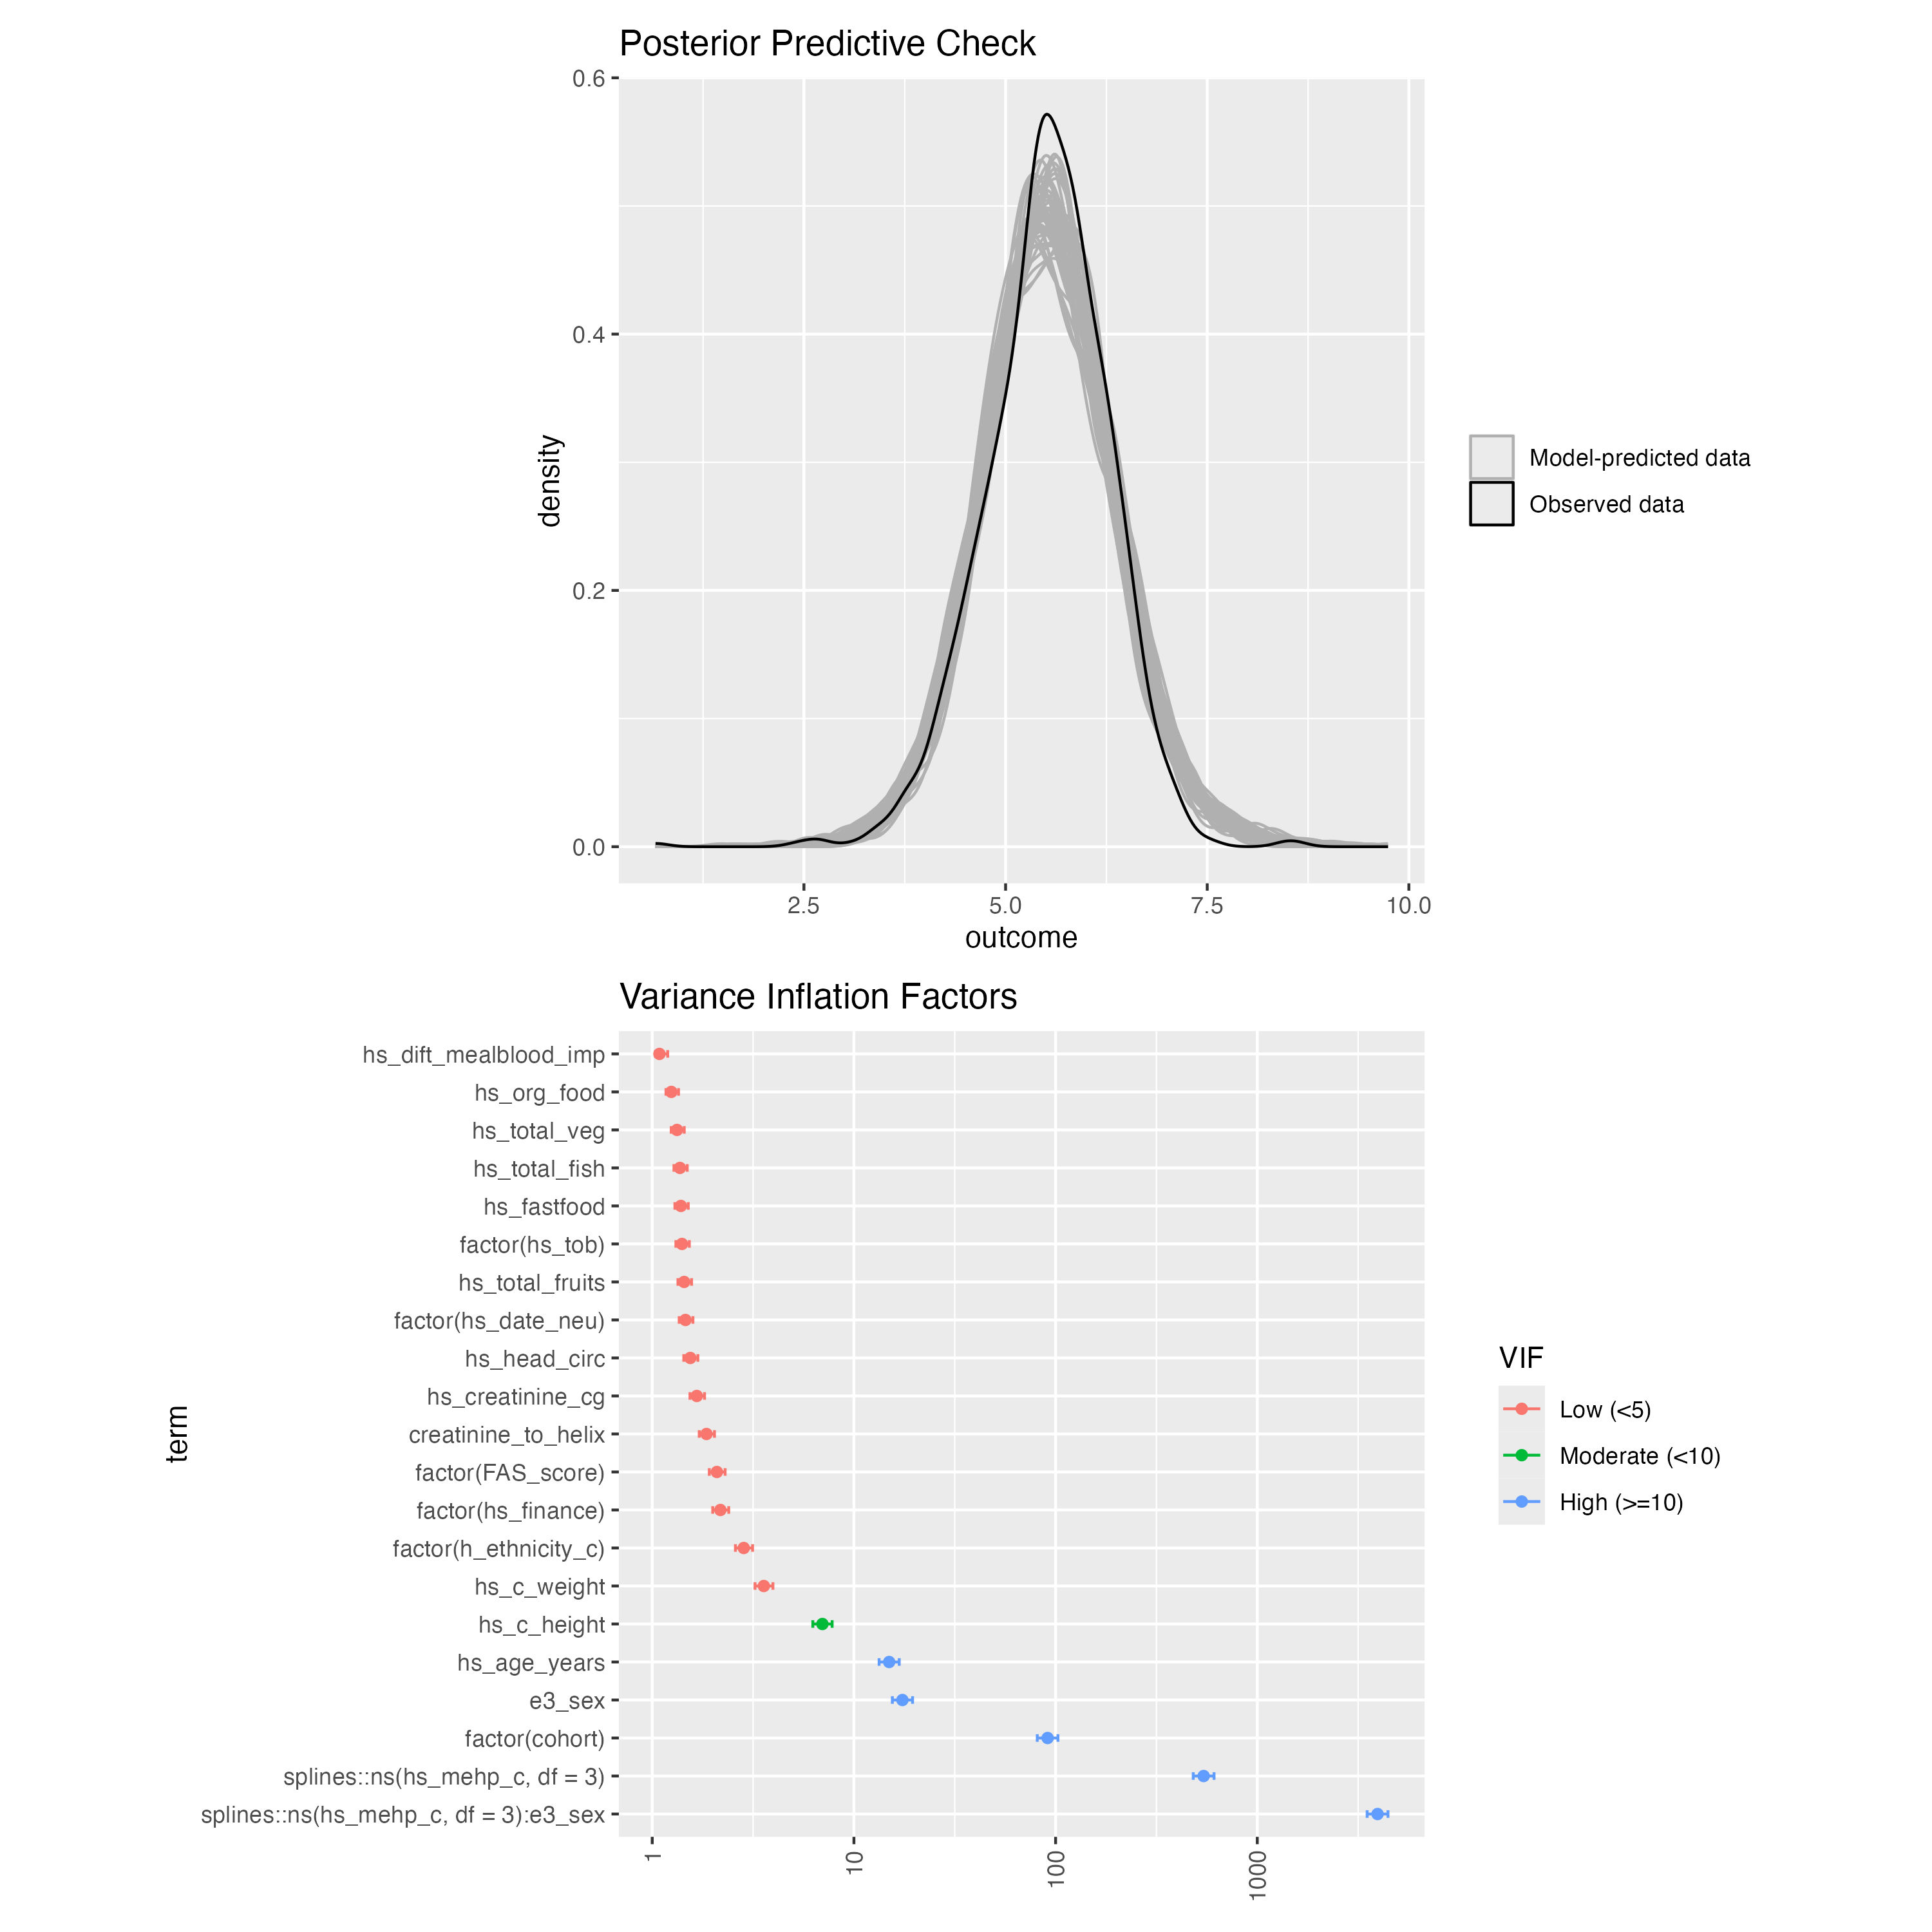 Posterior Predictive Check
0.6
0.4
0.2
0.0
density
2.5 5.0 7.5 10.0
outcome
Model-predicted data
Observed data
Variance Inflation Factors
hs_dift_mealblood_imp
hs_org_food
hs_total_veg
hs_total_fish
hs_fastfood
factor(hs_tob)
hs_total_fruits
factor(hs_date_neu)
hs_head_circ
hs_creatinine_cg
creatinine_to_helix
factor(FAS_score)
factor(hs_finance)
factor(h_ethnicity_c)
hs_c_weight
hs_c_height
hs_age_years
e3_sex
factor(cohort)
splines::ns(hs_mehp_c, df = 3)
splines::ns(hs_mehp_c, df = 3):e3_sex
term
1 10 100 1000
VIF
Low (<5)
Moderate (<10)
High (>=10)